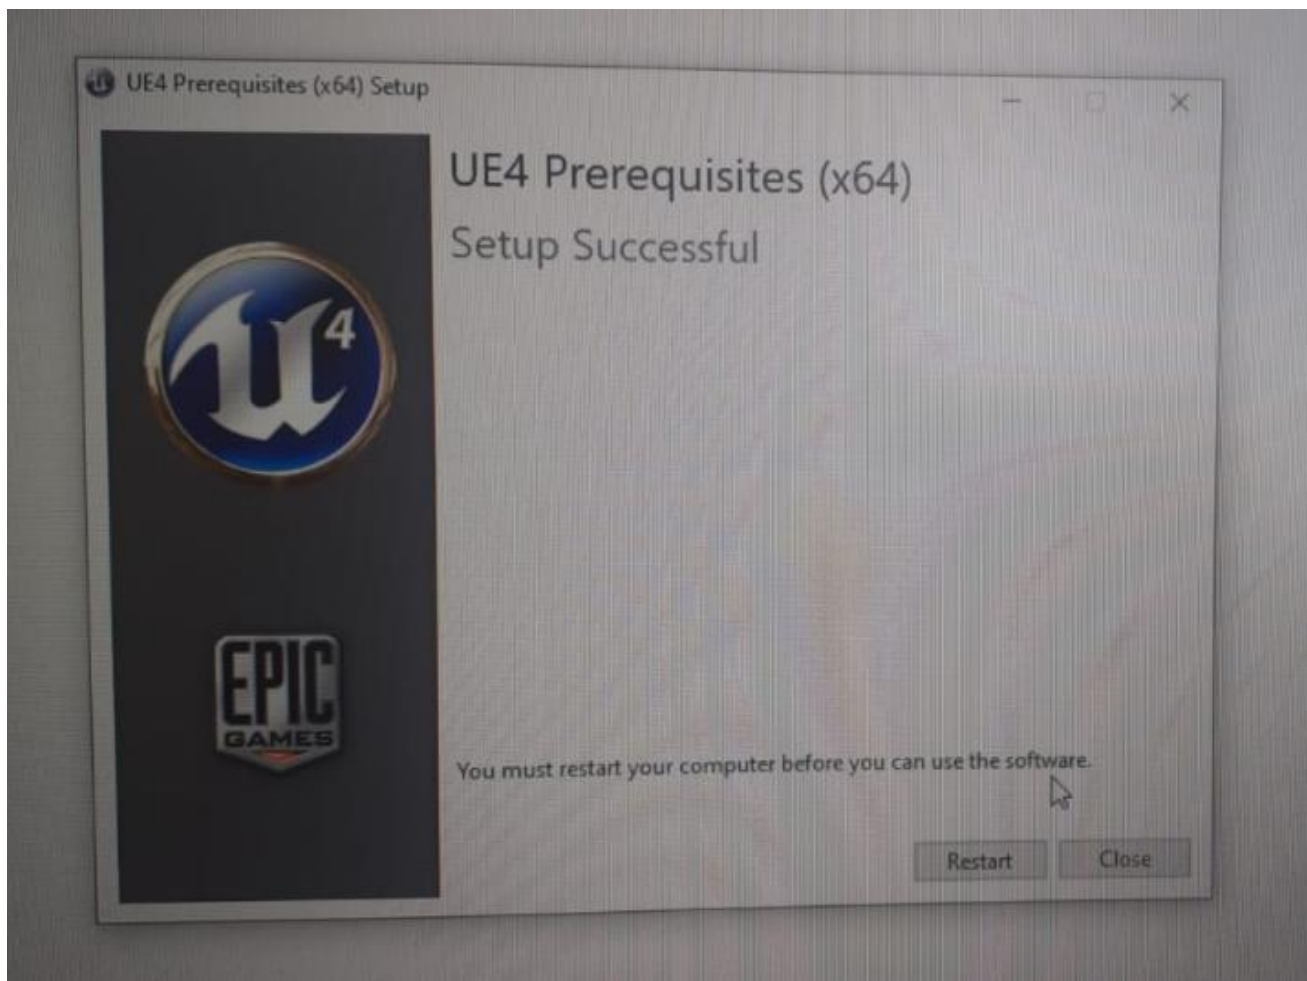 UE4 Prerequisites (x64) Setup
UE4 Prerequisites (x64)
Setup Successful
4
EPIC
GAMES
You must restart your computer before you can use the software.
Restart
Close